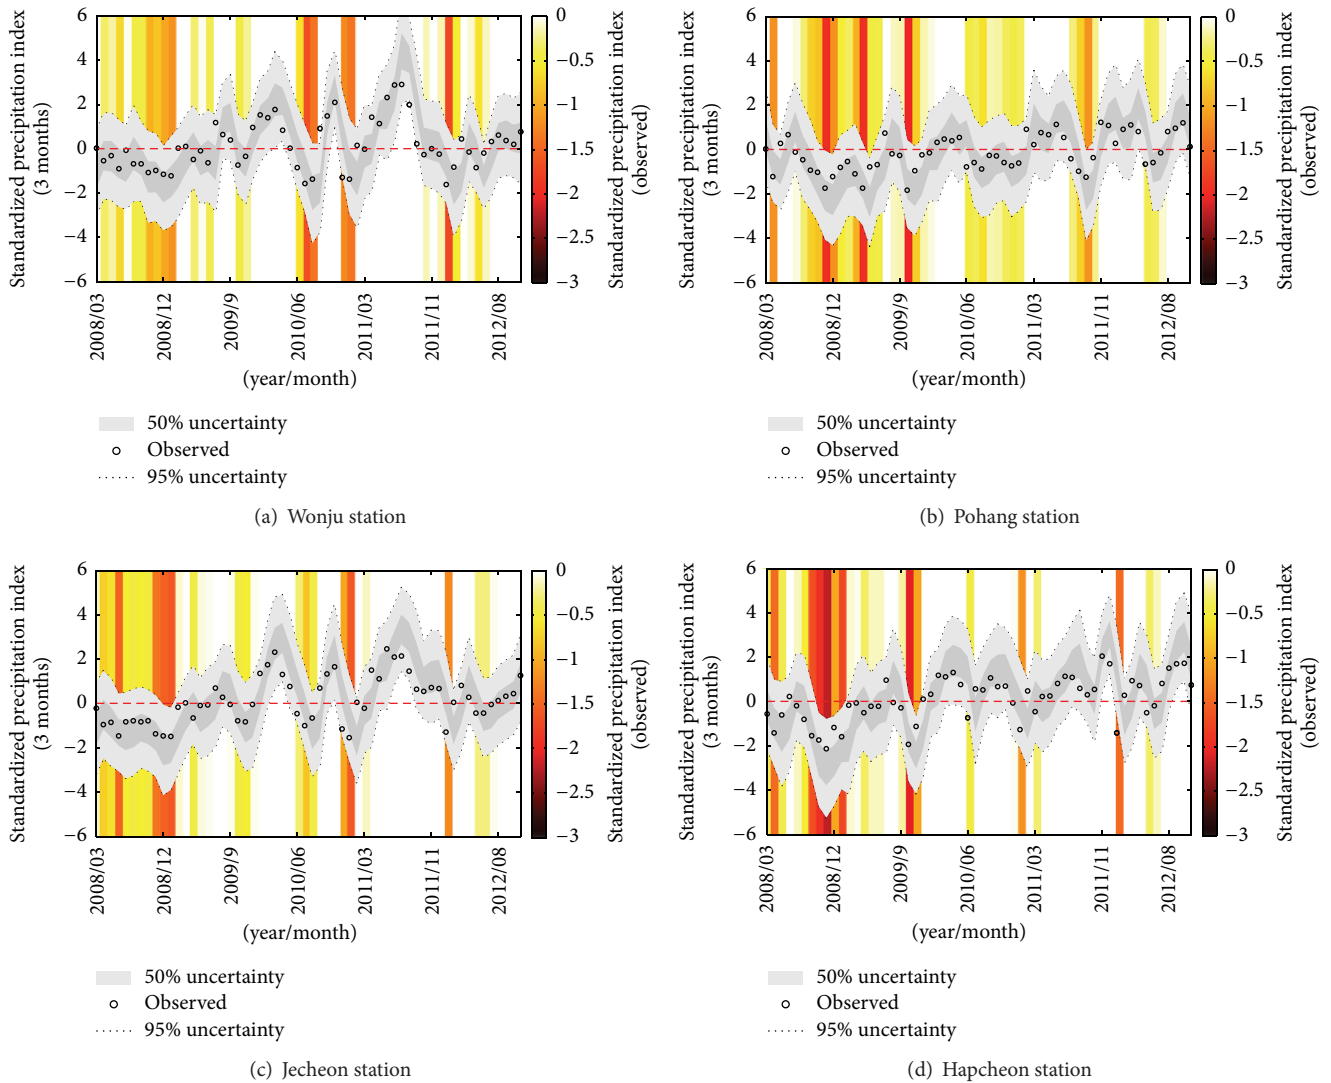 Standardized precipitation index
(3 months)
6
4
2
0
−2
−4
−6
2008/03
2008/12
2009/9
2010/06
2011/03
2011/11
2012/08
(year/month)
0
−0.5
−1
−1.5
−2
−2.5
−3
Standardized precipitation index
(observed)
50% uncertainty
Observed
95% uncertainty
(a) Wonju station
Standardized precipitation index
(3 months)
6
4
2
0
−2
−4
−6
2008/03
2008/12
2009/9
2010/06
2011/03
2011/11
2012/08
(year/month)
0
−0.5
−1
−1.5
−2
−2.5
−3
Standardized precipitation index
(observed)
50% uncertainty
Observed
95% uncertainty
(b) Pohang station
Standardized precipitation index
(3 months)
6
4
2
0
−2
−4
−6
2008/03
2008/12
2009/9
2010/06
2011/03
2011/11
2012/08
(year/month)
0
−0.5
−1
−1.5
−2
−2.5
−3
Standardized precipitation index
(observed)
50% uncertainty
Observed
95% uncertainty
(c) Jecheon station
Standardized precipitation index
(3 months)
6
4
2
0
−2
−4
−6
2008/03
2008/12
2009/9
2010/06
2011/03
2011/11
2012/08
(year/month)
0
−0.5
−1
−1.5
−2
−2.5
−3
Standardized precipitation index
(observed)
50% uncertainty
Observed
95% uncertainty
(d) Hapcheon station